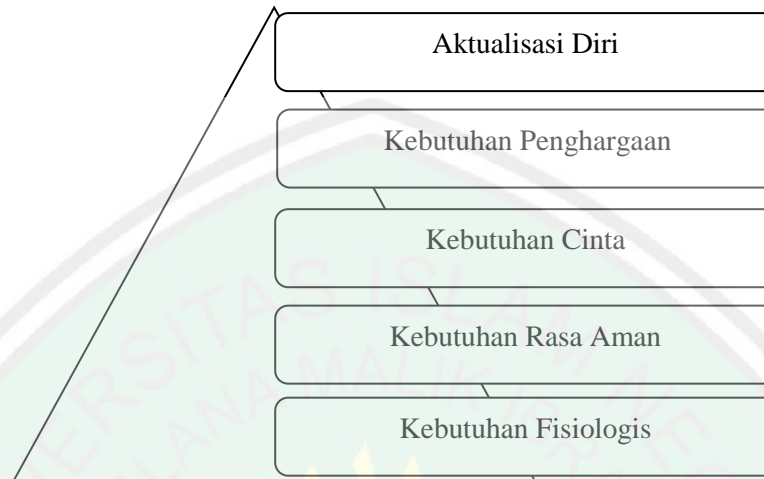 Aktualisasi Diri
Kebutuhan Penghargaan
Kebutuhan Cinta
Kebutuhan Rasa Aman
Kebutuhan Fisiologis